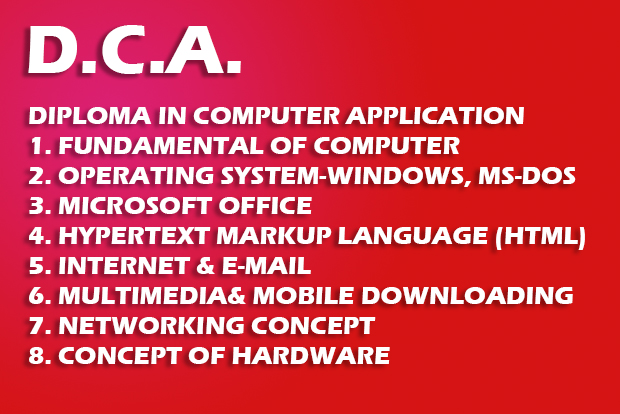 D.C.A.
DIPLOMA IN COMPUTER APPLICATION
1. FUNDAMENTAL OF COMPUTER
2. OPERATING SYSTEM-WINDOWS, MS-DOS
3. MICROSOFT OFFICE
4. HYPERTEXT MARKUP LANGUAGE (HTML)
5. INTERNET & E-MAIL
6. MULTIMEDIA& MOBILE DOWNLOADING
7. NETWORKING CONCEPT
8. CONCEPT OF HARDWARE